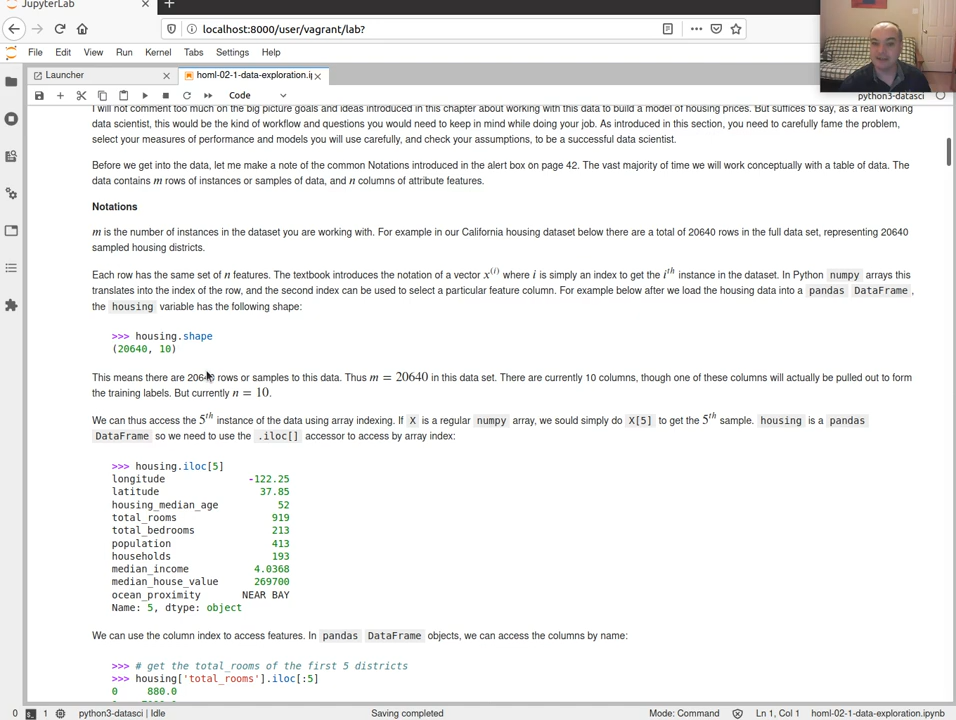 JupyterLab
localhost:8000/user/vagrant/lab?
File Edit View Run Kernel Tabs Settings Help
Launcher
homl-02-1-data-exploration.ip
Code
python3-datasci
I will not comment too much on the big picture goals and ideas introduced in this chapter about working with this data to build a model of housing prices. But suffices to say, as a real working
data scientist, this would be the kind of workflow and questions you would need to keep in mind while doing your job. As introduced in this section, you need to carefully fame the problem,
select your measures of performance and models you will use carefully, and check your assumptions, to be a successful data scientist.
Before we get into the data, let me make a note of the common Notations introduced in the alert box on page 42. The vast majority of time we will work conceptually with a table of data. The
data contains m rows of instances or samples of data, and n columns of attribute features.
Notations
m is the number of instances in the dataset you are working with. For example in our California housing dataset below there are a total of 20640 rows in the full data set, representing 20640
sampled housing districts.
Each row has the same set of n features. The textbook introduces the notation of a vector x^(i) where i is simply an index to get the i^th instance in the dataset. In Python numpy arrays this
translates into the index of the row, and the second index can be used to select a particular feature column. For example below after we load the housing data into a pandas DataFrame ,
the housing variable has the following shape:
>>> housing.shape
(20640, 10)
This means there are 20640 rows or samples to this data. Thus m = 20640 in this data set. There are currently 10 columns, though one of these columns will actually be pulled out to form
the training labels. But currently n = 10.
We can thus access the 5^th instance of the data using array indexing. If X is a regular numpy array, we could simply do X[5] to get the 5^th sample. housing is a pandas
DataFrame so we need to use the .iloc[] accessor to access by array index:
>>> housing.iloc[5]
longitude -122.25
latitude 37.85
housing_median_age 52
total_rooms 919
total_bedrooms 213
population 413
households 193
median_income 4.0368
median_house_value 269700
ocean_proximity NEAR BAY
Name: 5, dtype: object
We can use the column index to access features. In pandas DataFrame objects, we can access the columns by name:
>>> # get the total_rooms of the first 5 districts
>>> housing['total_rooms'].iloc[:5]
0 880.0
0 1 python3-datasci | Idle Saving completed Mode: Command Ln 1, Col 1 homl-02-1-data-exploration.ipynb